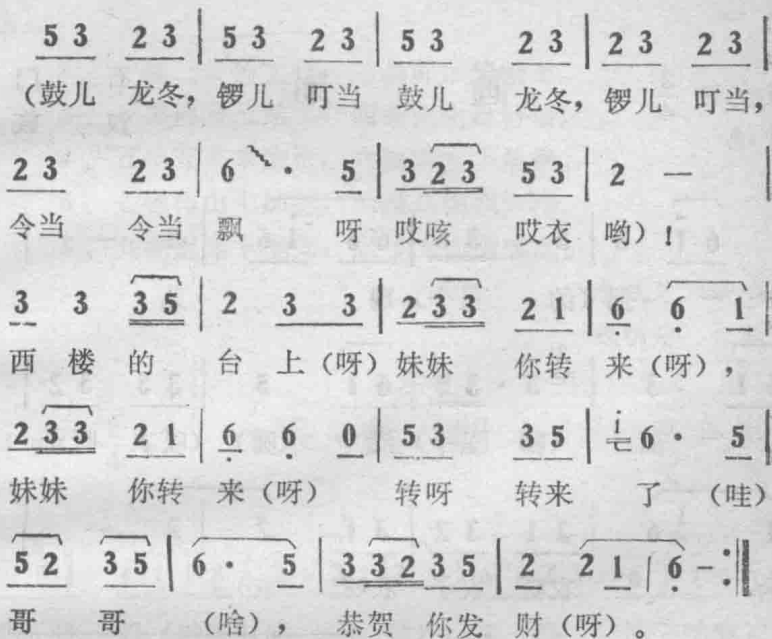 5 3 2 3 | 5 3 2 3 | 5 3 2 3 | 2 3 2 3 |
(鼓儿 龙冬，锣儿 叮当 鼓儿 龙冬，锣儿 叮当，
2 3 2 3 | 6 · 5 | 3 2 3 5 3 | 2 — |
令当 令当 飘 呀 哎咳 哎衣 哟)！
3 3 3 5 | 2 3 3 | 2 3 3 2 1 | 6 6 1 |
西 楼 的 台 上（呀）妹妹 你转 来（呀），
2 3 3 2 1 | 6 6 0 | 5 3 3 5 | i 6 · 5 |
妹妹 你转 来（呀） 转呀 转来 了 （哇）
5 2 3 5 | 6 · 5 | 3 3 2 3 5 | 2 2 1 | 6 - :||
哥 哥 （啥）， 恭贺 你发 财（呀）。